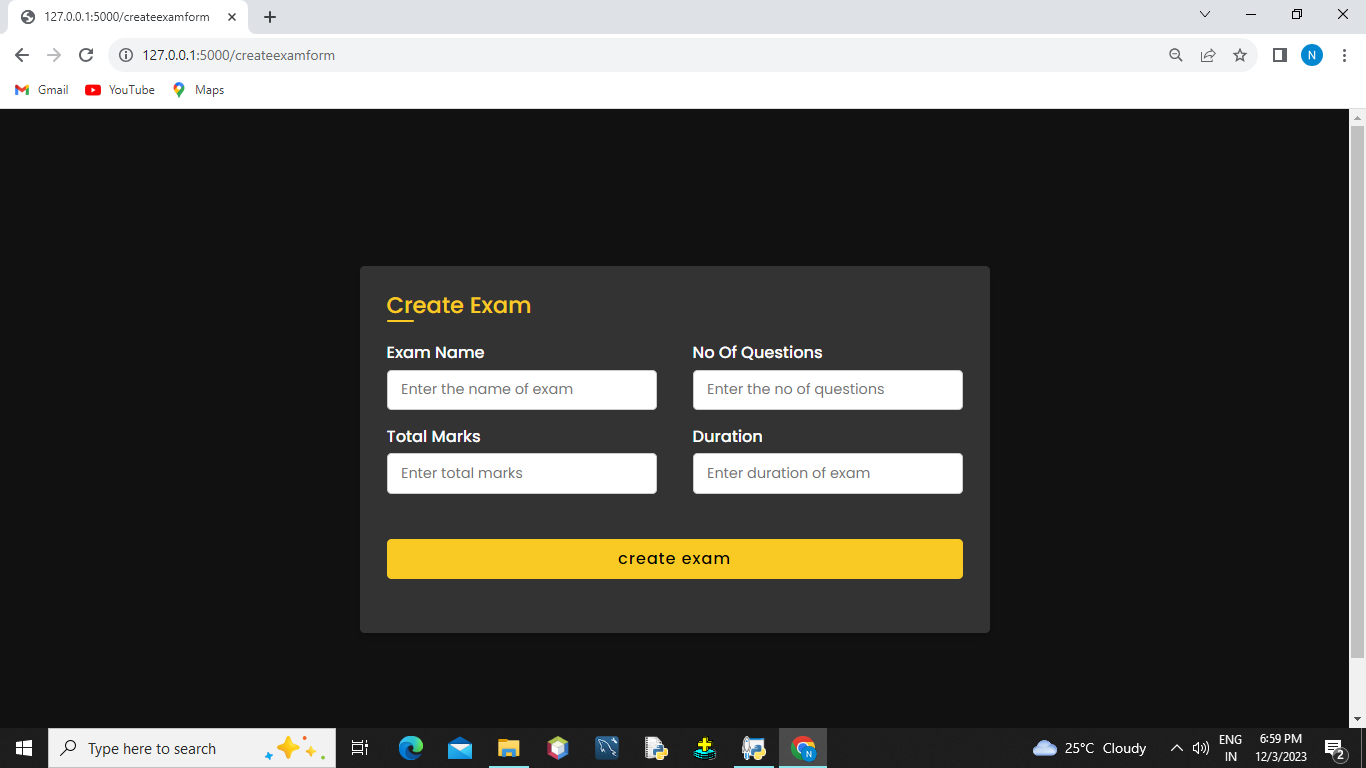 127.0.0.1:5000/createexamform
127.0.0.1:5000/createexamform
N
Gmail YouTube Maps
Create Exam
Exam Name No Of Questions
Enter the name of exam Enter the no of questions
Total Marks Duration
Enter total marks Enter duration of exam
create exam
Type here to search
N
25°C Cloudy
ENG
IN
6:59 PM
12/3/2023
2